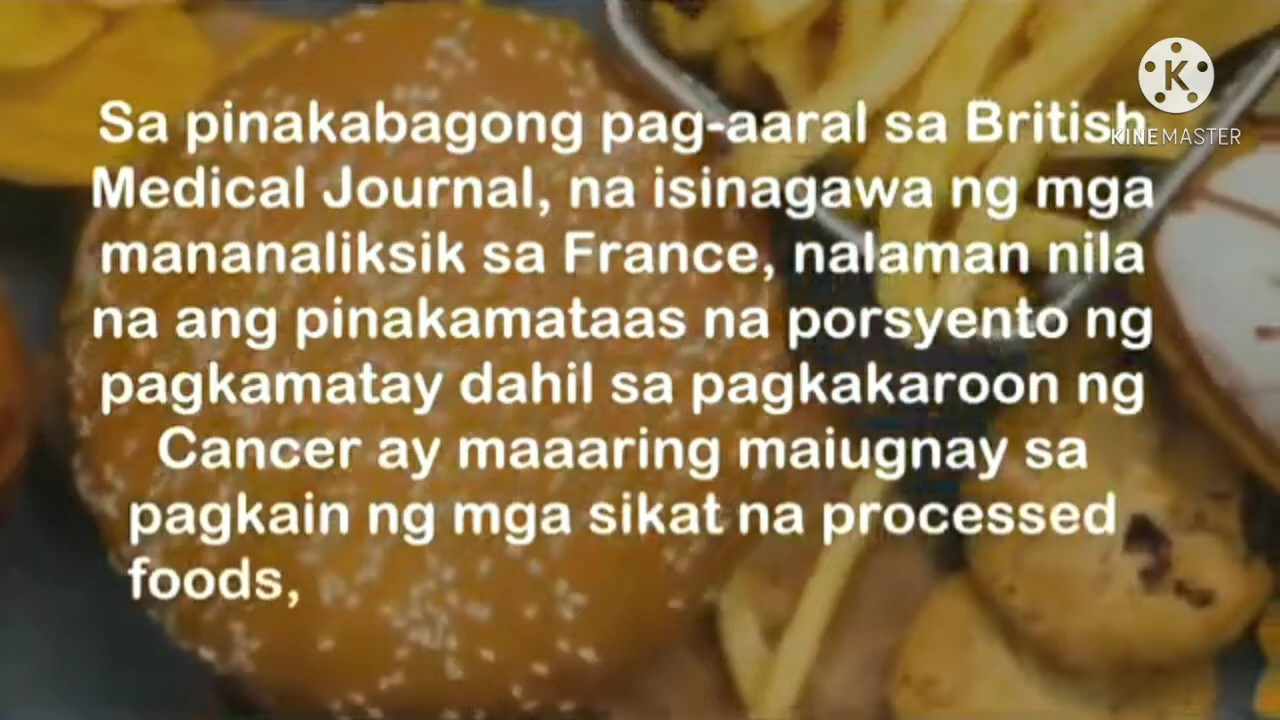 Sa pinakabagong pag-aaral sa British
Medical Journal, na isinagawa ng mga
mananaliksik sa France, nalaman nila
na ang pinakamataas na porsyento ng
pagkamatay dahil sa pagkakaroon ng
Cancer ay maaaring maiugnay sa
pagkain ng mga sikat na processed
foods,
K
KINEMASTER